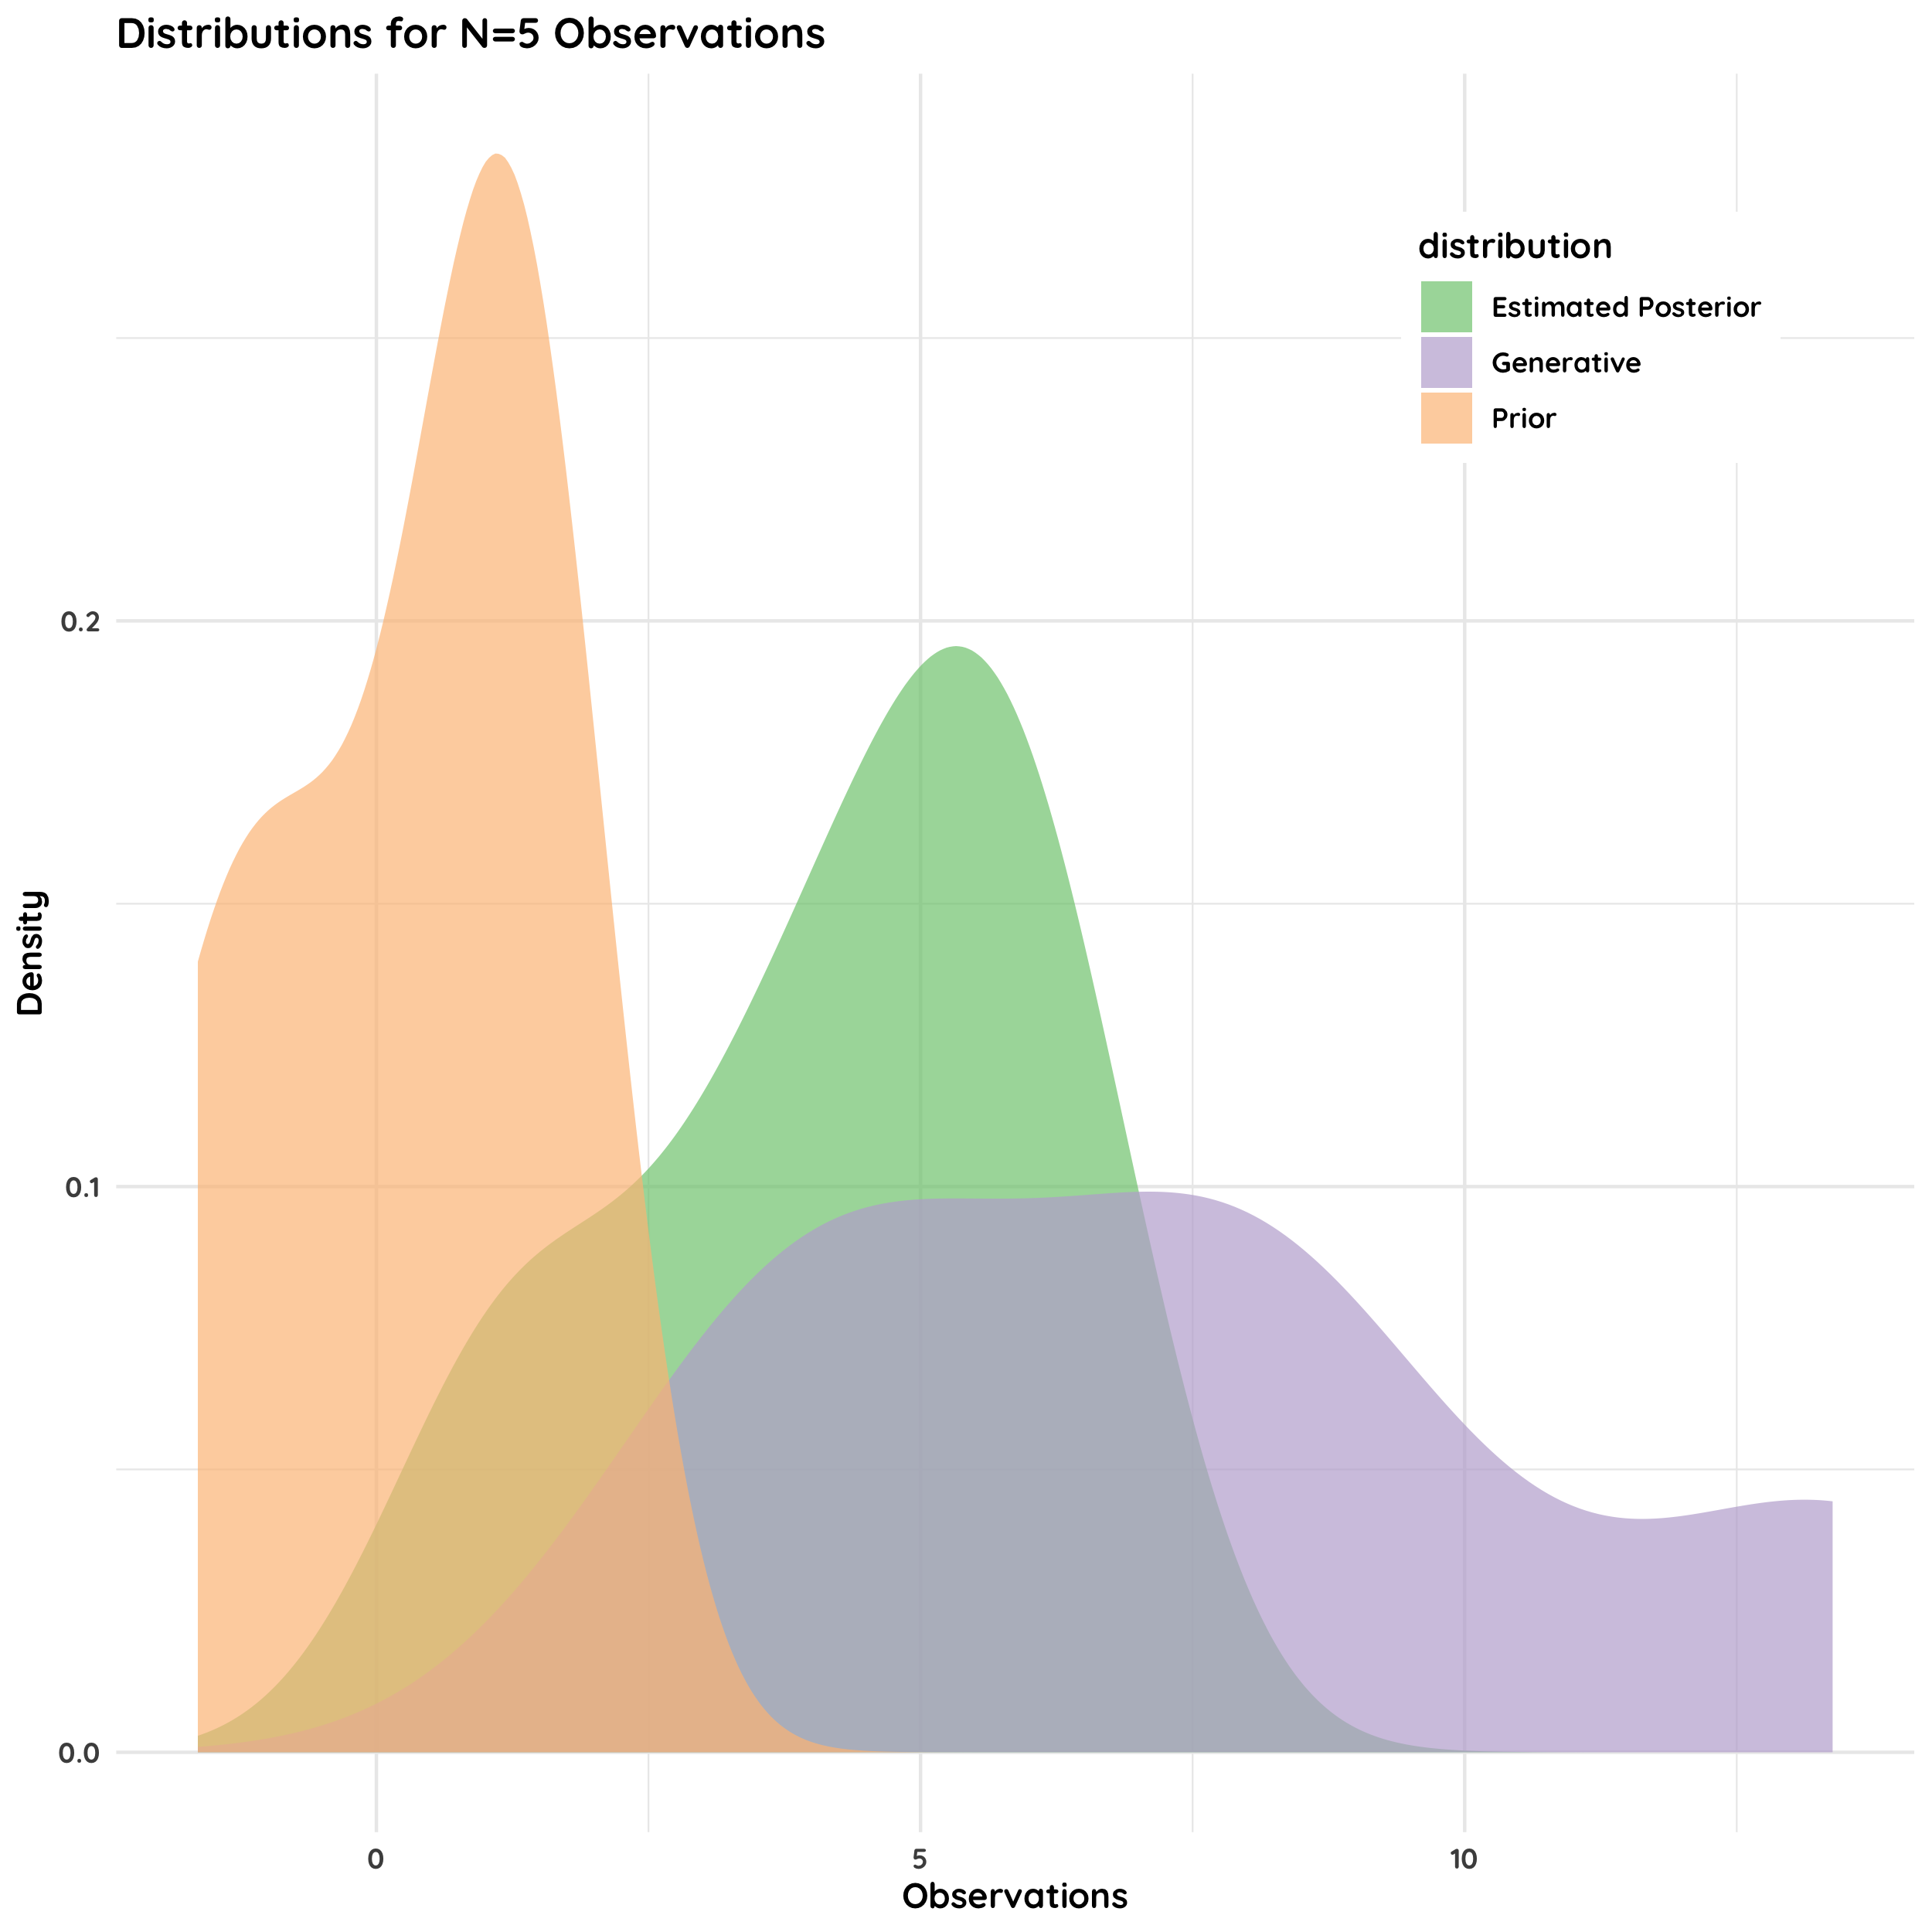 Distributions for N=5 Observations
distribution
Estimated Posterior
Generative
Prior
Density
0.2
0.1
0.0
0
5
10
Observations